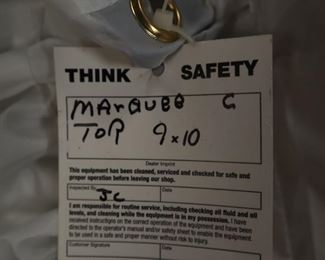 THINK SAFETY
MArQUEE C
TOP 9x10
Dealer Imprint
This equipment has been cleaned, serviced and checked for safe and
proper operation before leaving our shop.
Inspected By Date
JC
I am responsible for routine service, including checking oil fluid and oil
levels, and cleaning while the equipment is in my possession. I have
received instructions on the correct operation of the equipment and have been
directed to the operator's manual and/or safety sheet to enable the equipment
to be used in a safe and proper manner without risk to injury.
Customer Signature Date